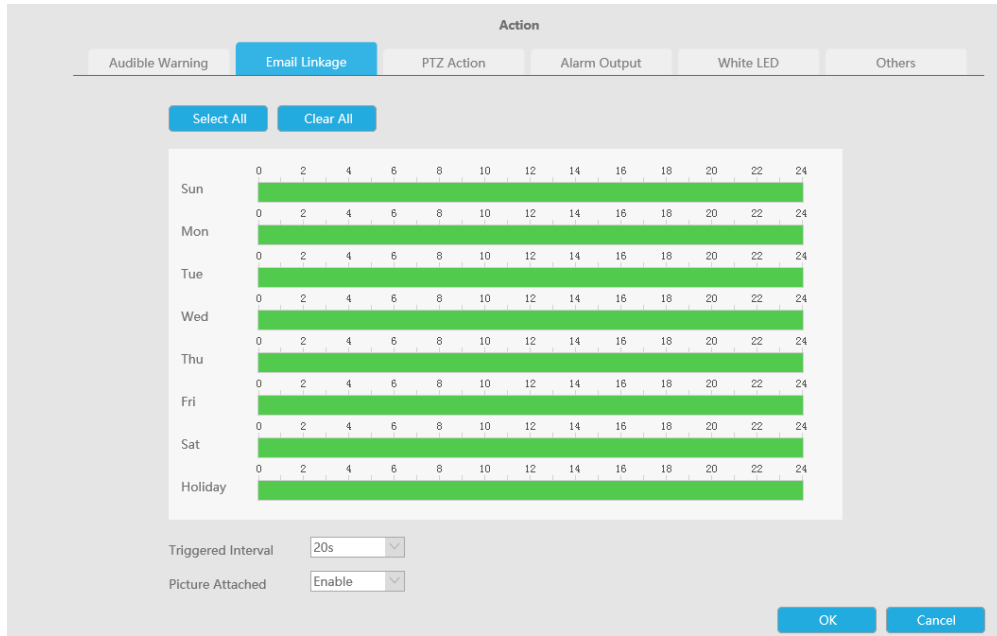 Action
Audible Warning Email Linkage PTZ Action Alarm Output White LED Others
Select All Clear All
0 2 4 6 8 10 12 14 16 18 20 22 24
Sun
0 2 4 6 8 10 12 14 16 18 20 22 24
Mon
0 2 4 6 8 10 12 14 16 18 20 22 24
Tue
0 2 4 6 8 10 12 14 16 18 20 22 24
Wed
0 2 4 6 8 10 12 14 16 18 20 22 24
Thu
0 2 4 6 8 10 12 14 16 18 20 22 24
Fri
0 2 4 6 8 10 12 14 16 18 20 22 24
Sat
0 2 4 6 8 10 12 14 16 18 20 22 24
Holiday
Triggered Interval 20s
Picture Attached Enable
OK Cancel